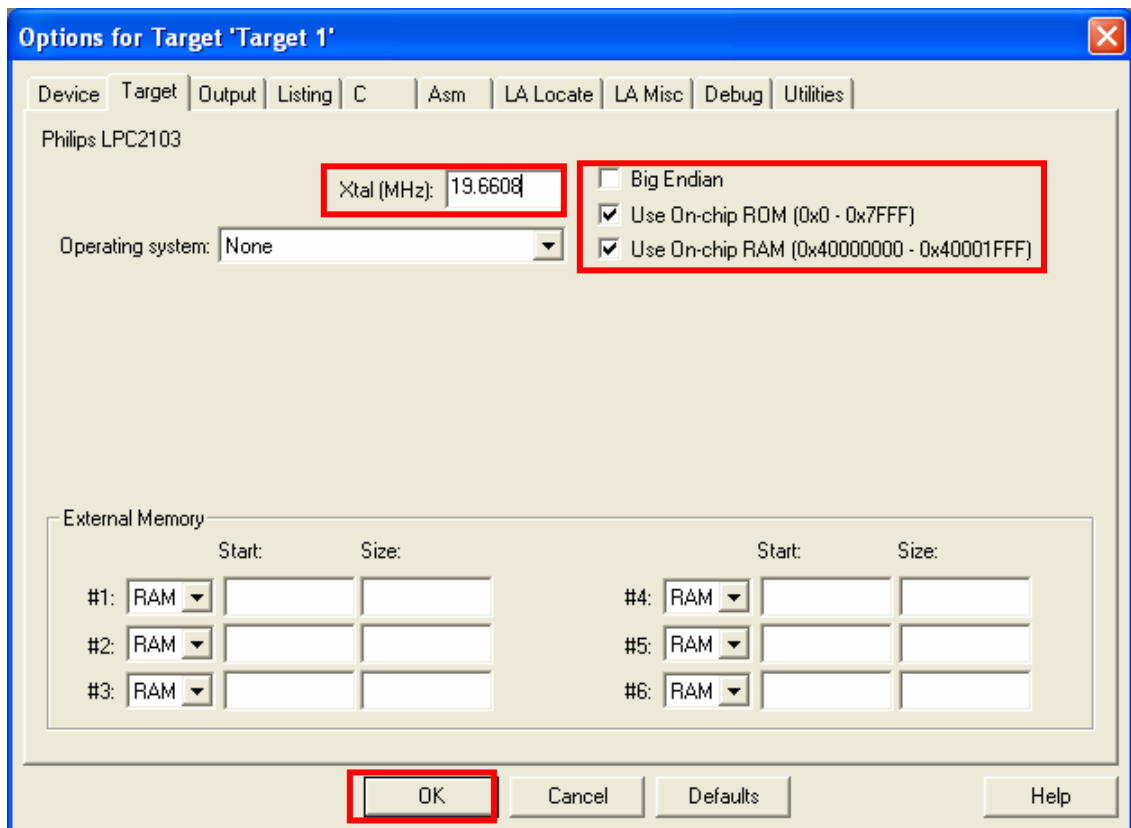 Options for Target 'Target 1'
Device Target Output Listing C Asm LA Locate LA Misc Debug Utilities
Philips LPC2103
Xtal (MHz): 19.6608
Big Endian
Use On-chip ROM (0x0 - 0x7FFF)
Operating system: None
Use On-chip RAM (0x40000000 - 0x40001FFF)
External Memory
Start: Size: Start: Size:
#1: RAM #4: RAM
#2: RAM #5: RAM
#3: RAM #6: RAM
OK Cancel Defaults Help